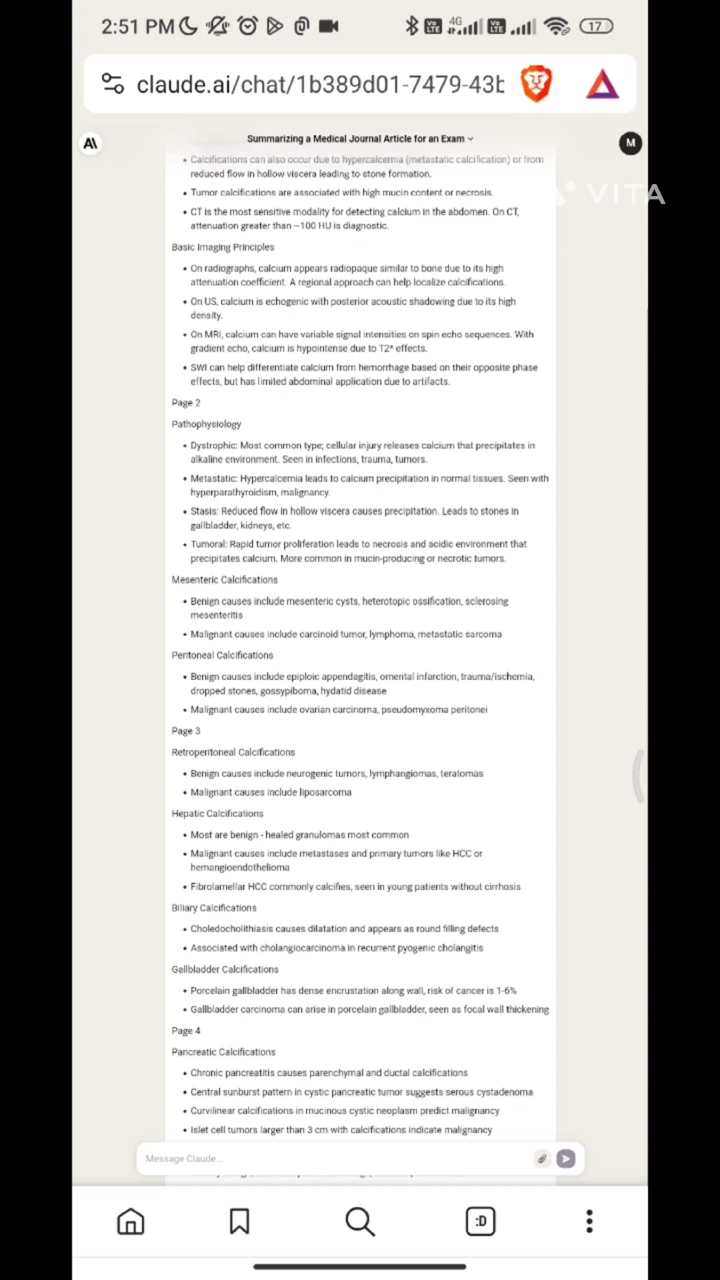 2:51 PM
4G
17
claude.ai/chat/1b389d01-7479-43b
Summarizing a Medical Journal Article for an Exam
M
VITA
• Calcifications can also occur due to hypercalcemia (metastatic calcification) or from
reduced flow in hollow viscera leading to stone formation.
• Tumor calcifications are associated with high mucin content or necrosis.
• CT is the most sensitive modality for detecting calcium in the abdomen. On CT,
attenuation greater than ~100 HU is diagnostic.
Basic Imaging Principles
• On radiographs, calcium appears radiopaque similar to bone due to its high
attenuation coefficient. A regional approach can help localize calcifications.
• On US, calcium is echogenic with posterior acoustic shadowing due to its high
density.
• On MRI, calcium can have variable signal intensities on spin echo sequences. With
gradient echo, calcium is hypointense due to T2* effects.
• SWI can help differentiate calcium from hemorrhage based on their opposite phase
effects, but has limited abdominal application due to artifacts.
Page 2
Pathophysiology
• Dystrophic: Most common type; cellular injury releases calcium that precipitates in
alkaline environment. Seen in infections, trauma, tumors.
• Metastatic: Hypercalcemia leads to calcium precipitation in normal tissues. Seen with
hyperparathyroidism, malignancy.
• Stasis: Reduced flow in hollow viscera causes precipitation. Leads to stones in
gallbladder, kidneys, etc.
• Tumoral: Rapid tumor proliferation leads to necrosis and acidic environment that
precipitates calcium. More common in mucin-producing or necrotic tumors.
Mesenteric Calcifications
• Benign causes include mesenteric cysts, heterotopic ossification, sclerosing
mesenteritis
• Malignant causes include carcinoid tumor, lymphoma, metastatic sarcoma
Peritoneal Calcifications
• Benign causes include epiploic appendagitis, omental infarction, trauma/ischemia,
dropped stones, gossypiboma, hydatid disease
• Malignant causes include ovarian carcinoma, pseudomyxoma peritonei
Page 3
Retroperitoneal Calcifications
• Benign causes include neurogenic tumors, lymphangiomas, teratomas
• Malignant causes include liposarcoma
Hepatic Calcifications
• Most are benign - healed granulomas most common
• Malignant causes include metastases and primary tumors like HCC or
hemangioendothelioma
• Fibrolamellar HCC commonly calcifies, seen in young patients without cirrhosis
Biliary Calcifications
• Choledocholithiasis causes dilatation and appears as round filling defects
• Associated with cholangiocarcinoma in recurrent pyogenic cholangitis
Gallbladder Calcifications
• Porcelain gallbladder has dense encrustation along wall, risk of cancer is 1-6%
• Gallbladder carcinoma can arise in porcelain gallbladder, seen as focal wall thickening
Page 4
Pancreatic Calcifications
• Chronic pancreatitis causes parenchymal and ductal calcifications
• Central sunburst pattern in cystic pancreatic tumor suggests serous cystadenoma
• Curvilinear calcifications in mucinous cystic neoplasm predict malignancy
• Islet cell tumors larger than 3 cm with calcifications indicate malignancy
Message Claude...
:D